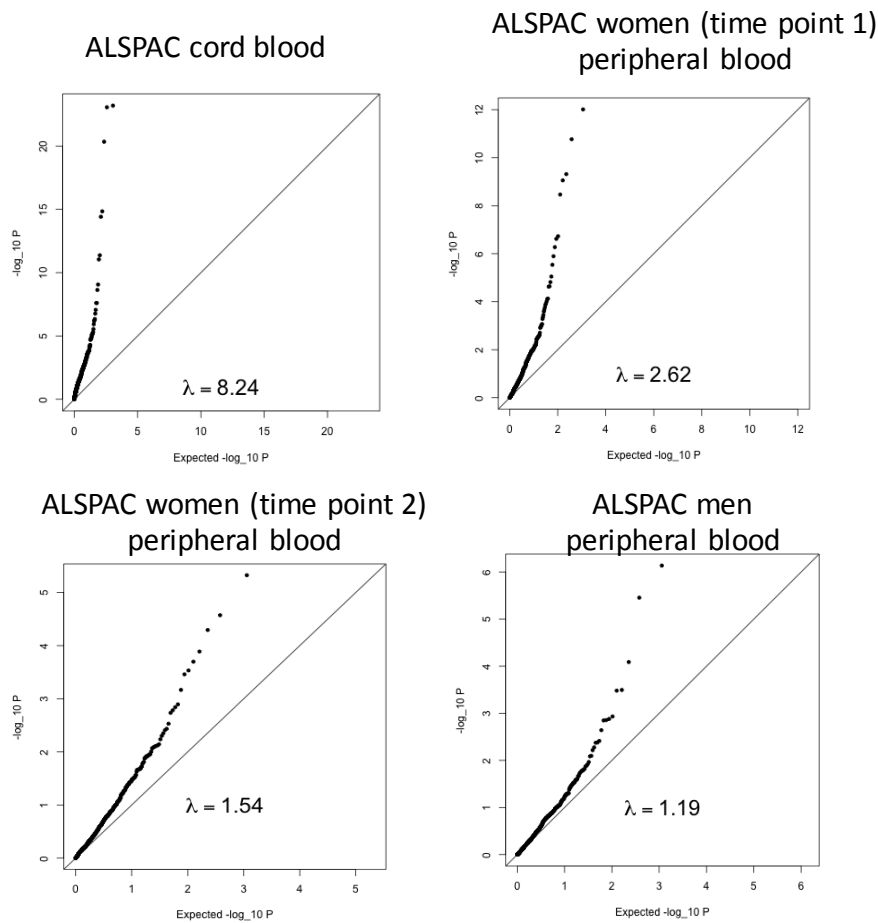 ALSPAC cord blood
ALSPAC women (time point 1)
peripheral blood
-log_10 P
20
15
10
5
0
λ = 8.24
0 5 10 15 20
Expected -log_10 P
-log_10 P
12
10
8
6
4
2
0
λ = 2.62
0 2 4 6 8 10 12
Expected -log_10 P
ALSPAC women (time point 2)
peripheral blood
-log_10 P
5
4
3
2
1
0
λ = 1.54
0 1 2 3 4 5
Expected -log_10 P
ALSPAC men
peripheral blood
-log_10 P
6
5
4
3
2
1
0
λ = 1.19
0 1 2 3 4 5 6
Expected -log_10 P